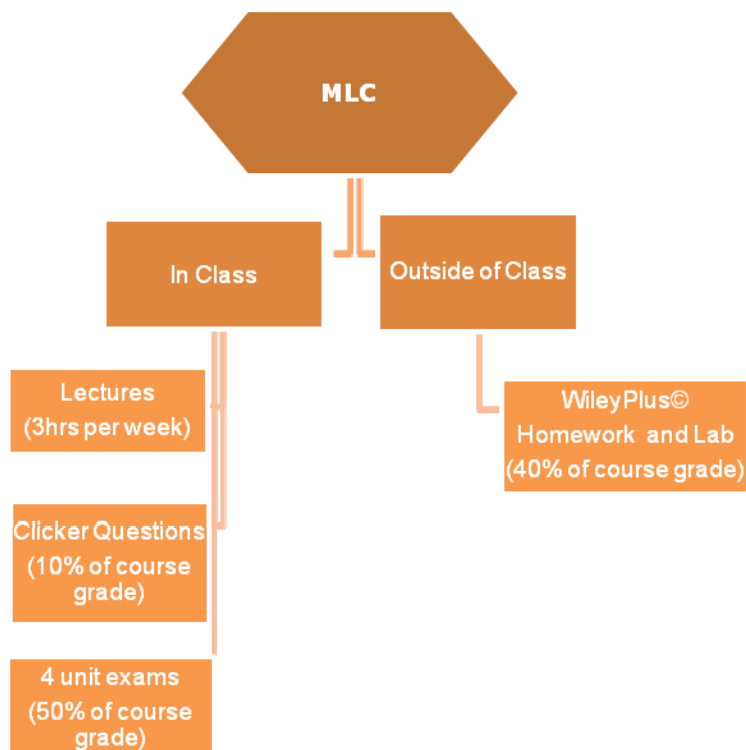 MLC
In Class
Outside of Class
Lectures
(3hrs per week)
WileyPlus©
Homework and Lab
(40% of course grade)
Clicker Questions
(10% of course
grade)
4 unit exams
(50% of course
grade)